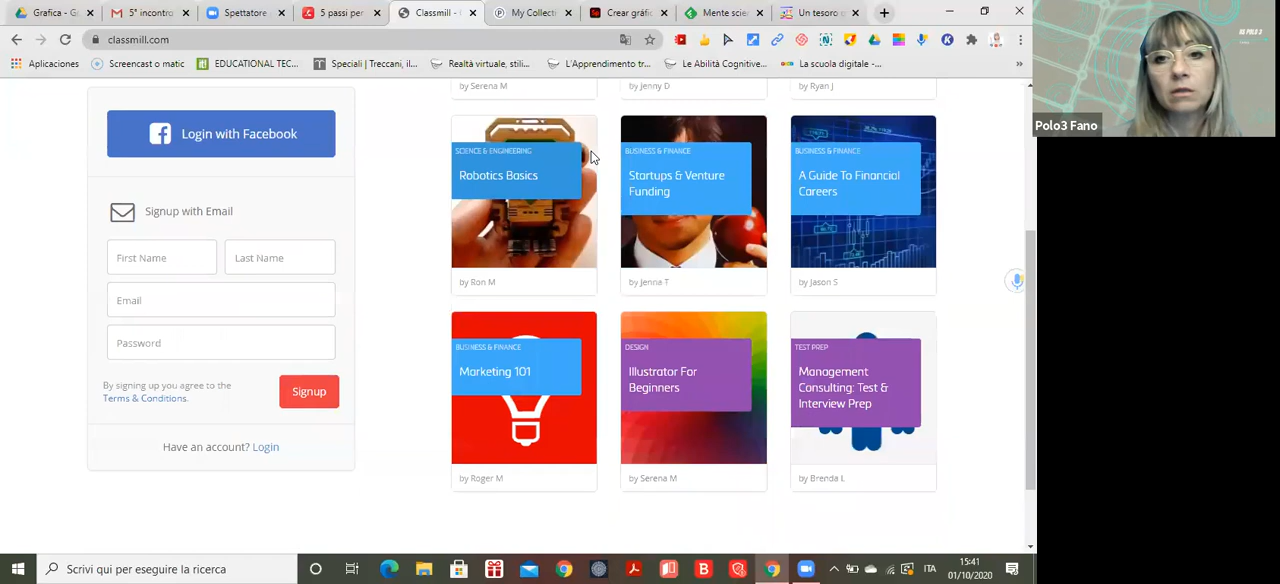 Grafica - G
5° incontro
Spettatore
5 passi per
Classmill -
My Collecti
Crear gráfic
Mente scien
Un tesoro d
classmill.com
Aplicaciones
Screencast o matic
EDUCATIONAL TEC...
Speciali | Treccani, il...
Realtà virtuale, stili...
L'Apprendimento tr...
Le Abilità Cognitive...
La scuola digitale -...
»
IIS POLO 3
Polo3 Fano
Login with Facebook
Signup with Email
First Name
Last Name
Email
Password
By signing up you agree to the
Terms & Conditions.
Signup
Have an account? Login
by Serena M
by Jenny D
by Ryan J
SCIENCE & ENGINEERING
Robotics Basics
by Ron M
BUSINESS & FINANCE
Startups & Venture
Funding
by Jenna T
BUSINESS & FINANCE
A Guide To Financial
Careers
by Jason S
BUSINESS & FINANCE
Marketing 101
by Roger M
DESIGN
Illustrator For
Beginners
by Serena M
TEST PREP
Management
Consulting: Test &
Interview Prep
by Brenda L
Scrivi qui per eseguire la ricerca
ITA
15:41
01/10/2020